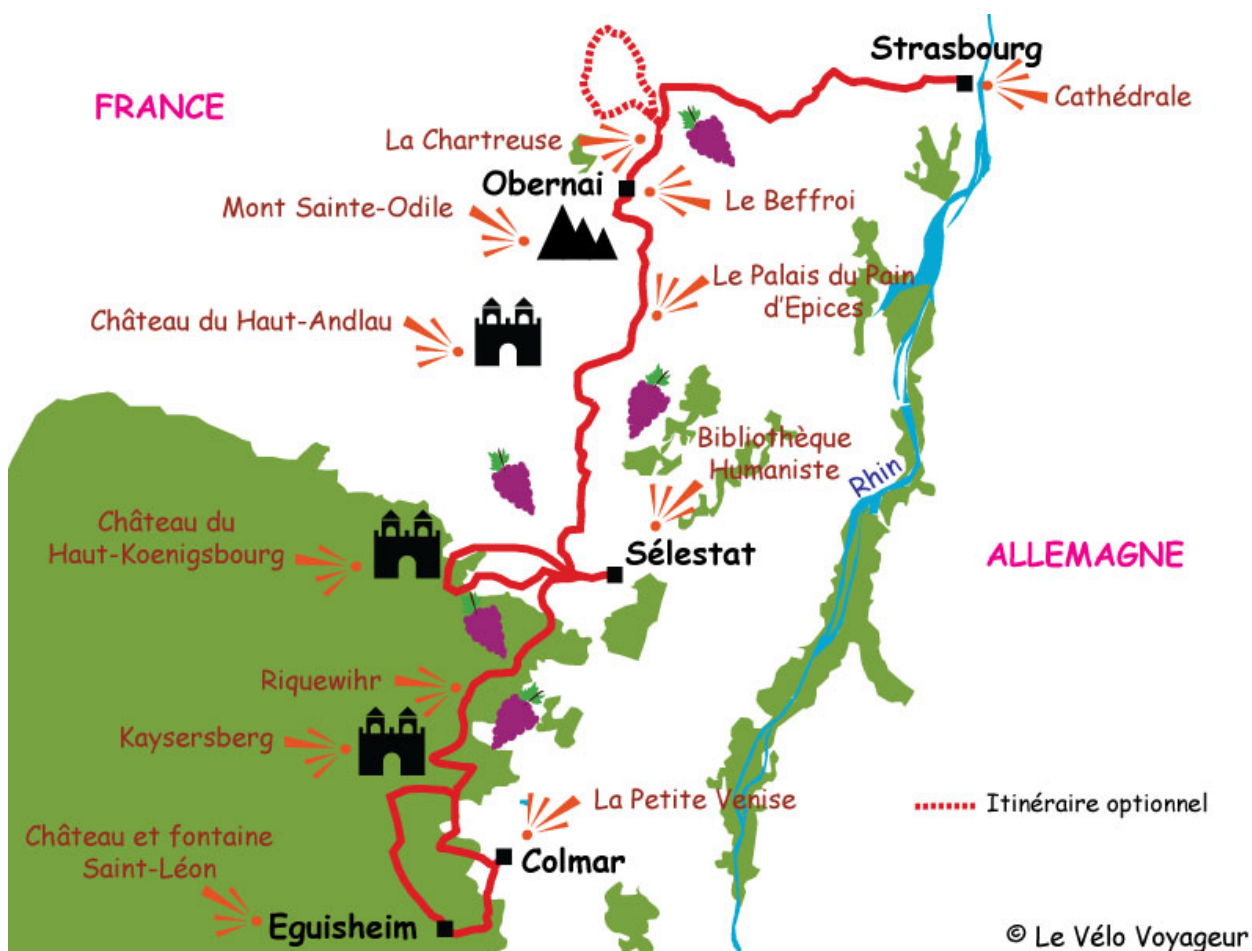 Strasbourg
FRANCE
Cathédrale
La Chartreuse
Obernai
Mont Sainte-Odile
Le Beffroi
Le Palais du Pain
d'Epices
Château du Haut-Andlau
Bibliothèque
Humaniste
Rhin
Château du
Haut-Koenigsbourg
Sélestat
ALLEMAGNE
Riquewihr
Kaysersberg
La Petite Venise
Itinéraire optionnel
Château et fontaine
Saint-Léon
Colmar
Eguisheim
© Le Vélo Voyageur